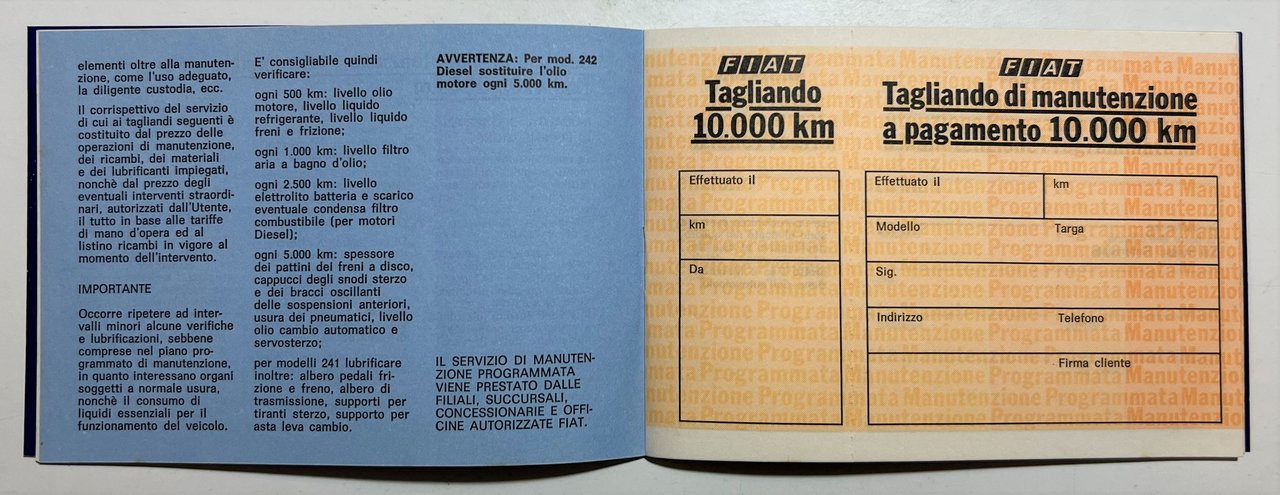 elementi oltre alla manuten-
zione, come l'uso adeguato,
la diligente custodia, ecc.
Il corrispettivo del servizio
di cui ai tagliandi seguenti è
costituito dal prezzo delle
operazioni di manutenzione,
dei ricambi, dei materiali
e dei lubrificanti impiegati,
nonchè dal prezzo degli
eventuali interventi straordi-
nari, autorizzati dall'Utente,
il tutto in base alle tariffe
di mano d'opera ed al
listino ricambi in vigore al
momento dell'intervento.
IMPORTANTE
Occorre ripetere ad inter-
valli minori alcune verifiche
e lubrificazioni, sebbene
comprese nel piano pro-
grammato di manutenzione,
in quanto interessano organi
soggetti a normale usura,
nonchè il consumo di
liquidi essenziali per il
funzionamento del veicolo.
E' consigliabile quindi
verificare:
ogni 500 km: livello olio
motore, livello liquido
refrigerante, livello liquido
freni e frizione;
ogni 1.000 km: livello filtro
aria a bagno d'olio;
ogni 2.500 km: livello
elettrolito batteria e scarico
eventuale condensa filtro
combustibile (per motori
Diesel);
ogni 5.000 km: spessore
dei pattini dei freni a disco,
cappucci degli snodi sterzo
e dei bracci oscillanti
delle sospensioni anteriori,
usura dei pneumatici, livello
olio cambio automatico e
servosterzo;
per modelli 241 lubrificare
inoltre: albero pedali fri-
zione e freno, albero di
trasmissione, supporti per
tiranti sterzo, supporto per
asta leva cambio.
AVVERTENZA: Per mod. 242
Diesel sostituire l'olio
motore ogni 5.000 km.
IL SERVIZIO DI MANUTEN-
ZIONE PROGRAMMATA
VIENE PRESTATO DALLE
FILIALI, SUCCURSALI,
CONCESSIONARIE E OFFI-
CINE AUTORIZZATE FIAT.
FIAT
Tagliando
10.000 km
Effettuato il
km
Da
FIAT
Tagliando di manutenzione
a pagamento 10.000 km
Effettuato il km
Modello Targa
Sig.
Indirizzo Telefono
Firma cliente